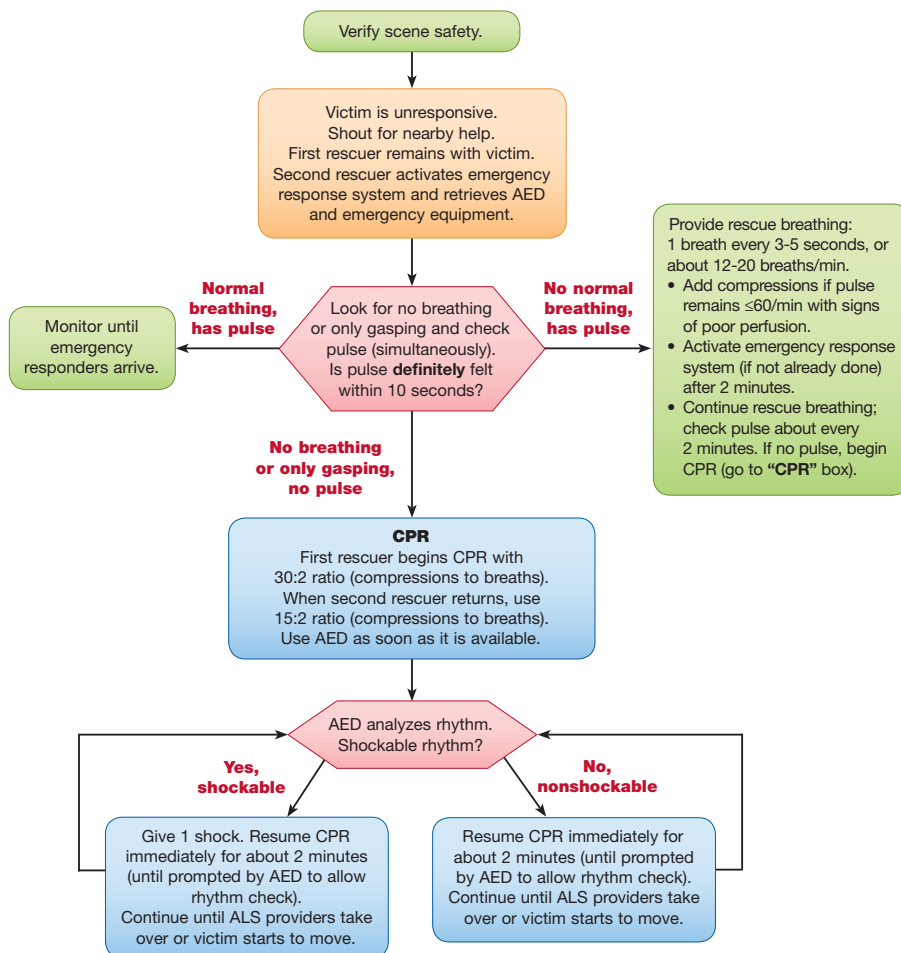 Verify scene safety.
Victim is unresponsive.
Shout for nearby help.
First rescuer remains with victim.
Second rescuer activates emergency
response system and retrieves AED
and emergency equipment.
Normal
breathing,
has pulse
Monitor until
emergency
responders arrive.
Look for no breathing
or only gasping and check
pulse (simultaneously).
Is pulse definitely felt
within 10 seconds?
No normal
breathing,
has pulse
Provide rescue breathing:
1 breath every 3-5 seconds, or
about 12-20 breaths/min.
• Add compressions if pulse
remains ≤60/min with signs
of poor perfusion.
• Activate emergency response
system (if not already done)
after 2 minutes.
• Continue rescue breathing;
check pulse about every
2 minutes. If no pulse, begin
CPR (go to "CPR" box).
No breathing
or only gasping,
no pulse
CPR
First rescuer begins CPR with
30:2 ratio (compressions to breaths).
When second rescuer returns, use
15:2 ratio (compressions to breaths).
Use AED as soon as it is available.
AED analyzes rhythm.
Shockable rhythm?
Yes,
shockable
No,
nonshockable
Give 1 shock. Resume CPR
immediately for about 2 minutes
(until prompted by AED to allow
rhythm check).
Continue until ALS providers take
over or victim starts to move.
Resume CPR immediately for
about 2 minutes (until prompted
by AED to allow rhythm check).
Continue until ALS providers take
over or victim starts to move.